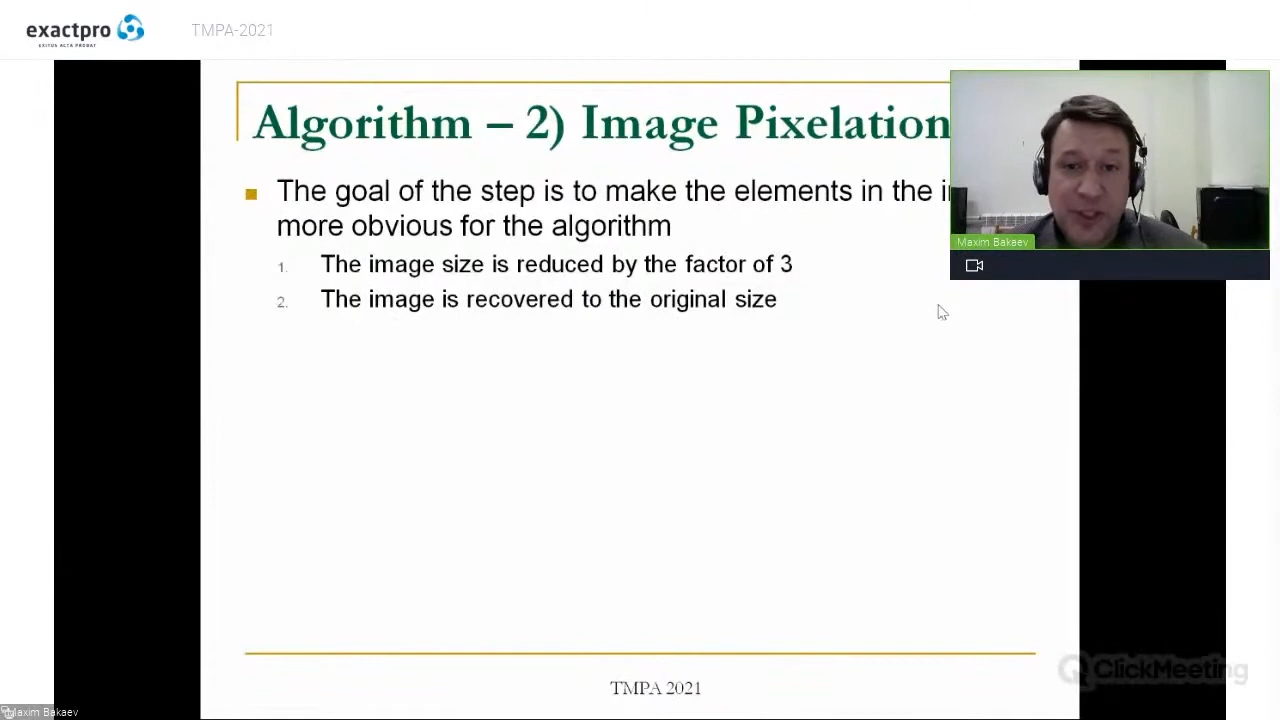 exactpro
EXITUS ACTA PROBAT
TMPA-2021
Algorithm – 2) Image Pixelation
The goal of the step is to make the elements in the
more obvious for the algorithm
1. The image size is reduced by the factor of 3
2. The image is recovered to the original size
Maxim Bakaev
TMPA 2021
ClickMeeting
Maxim Bakaev